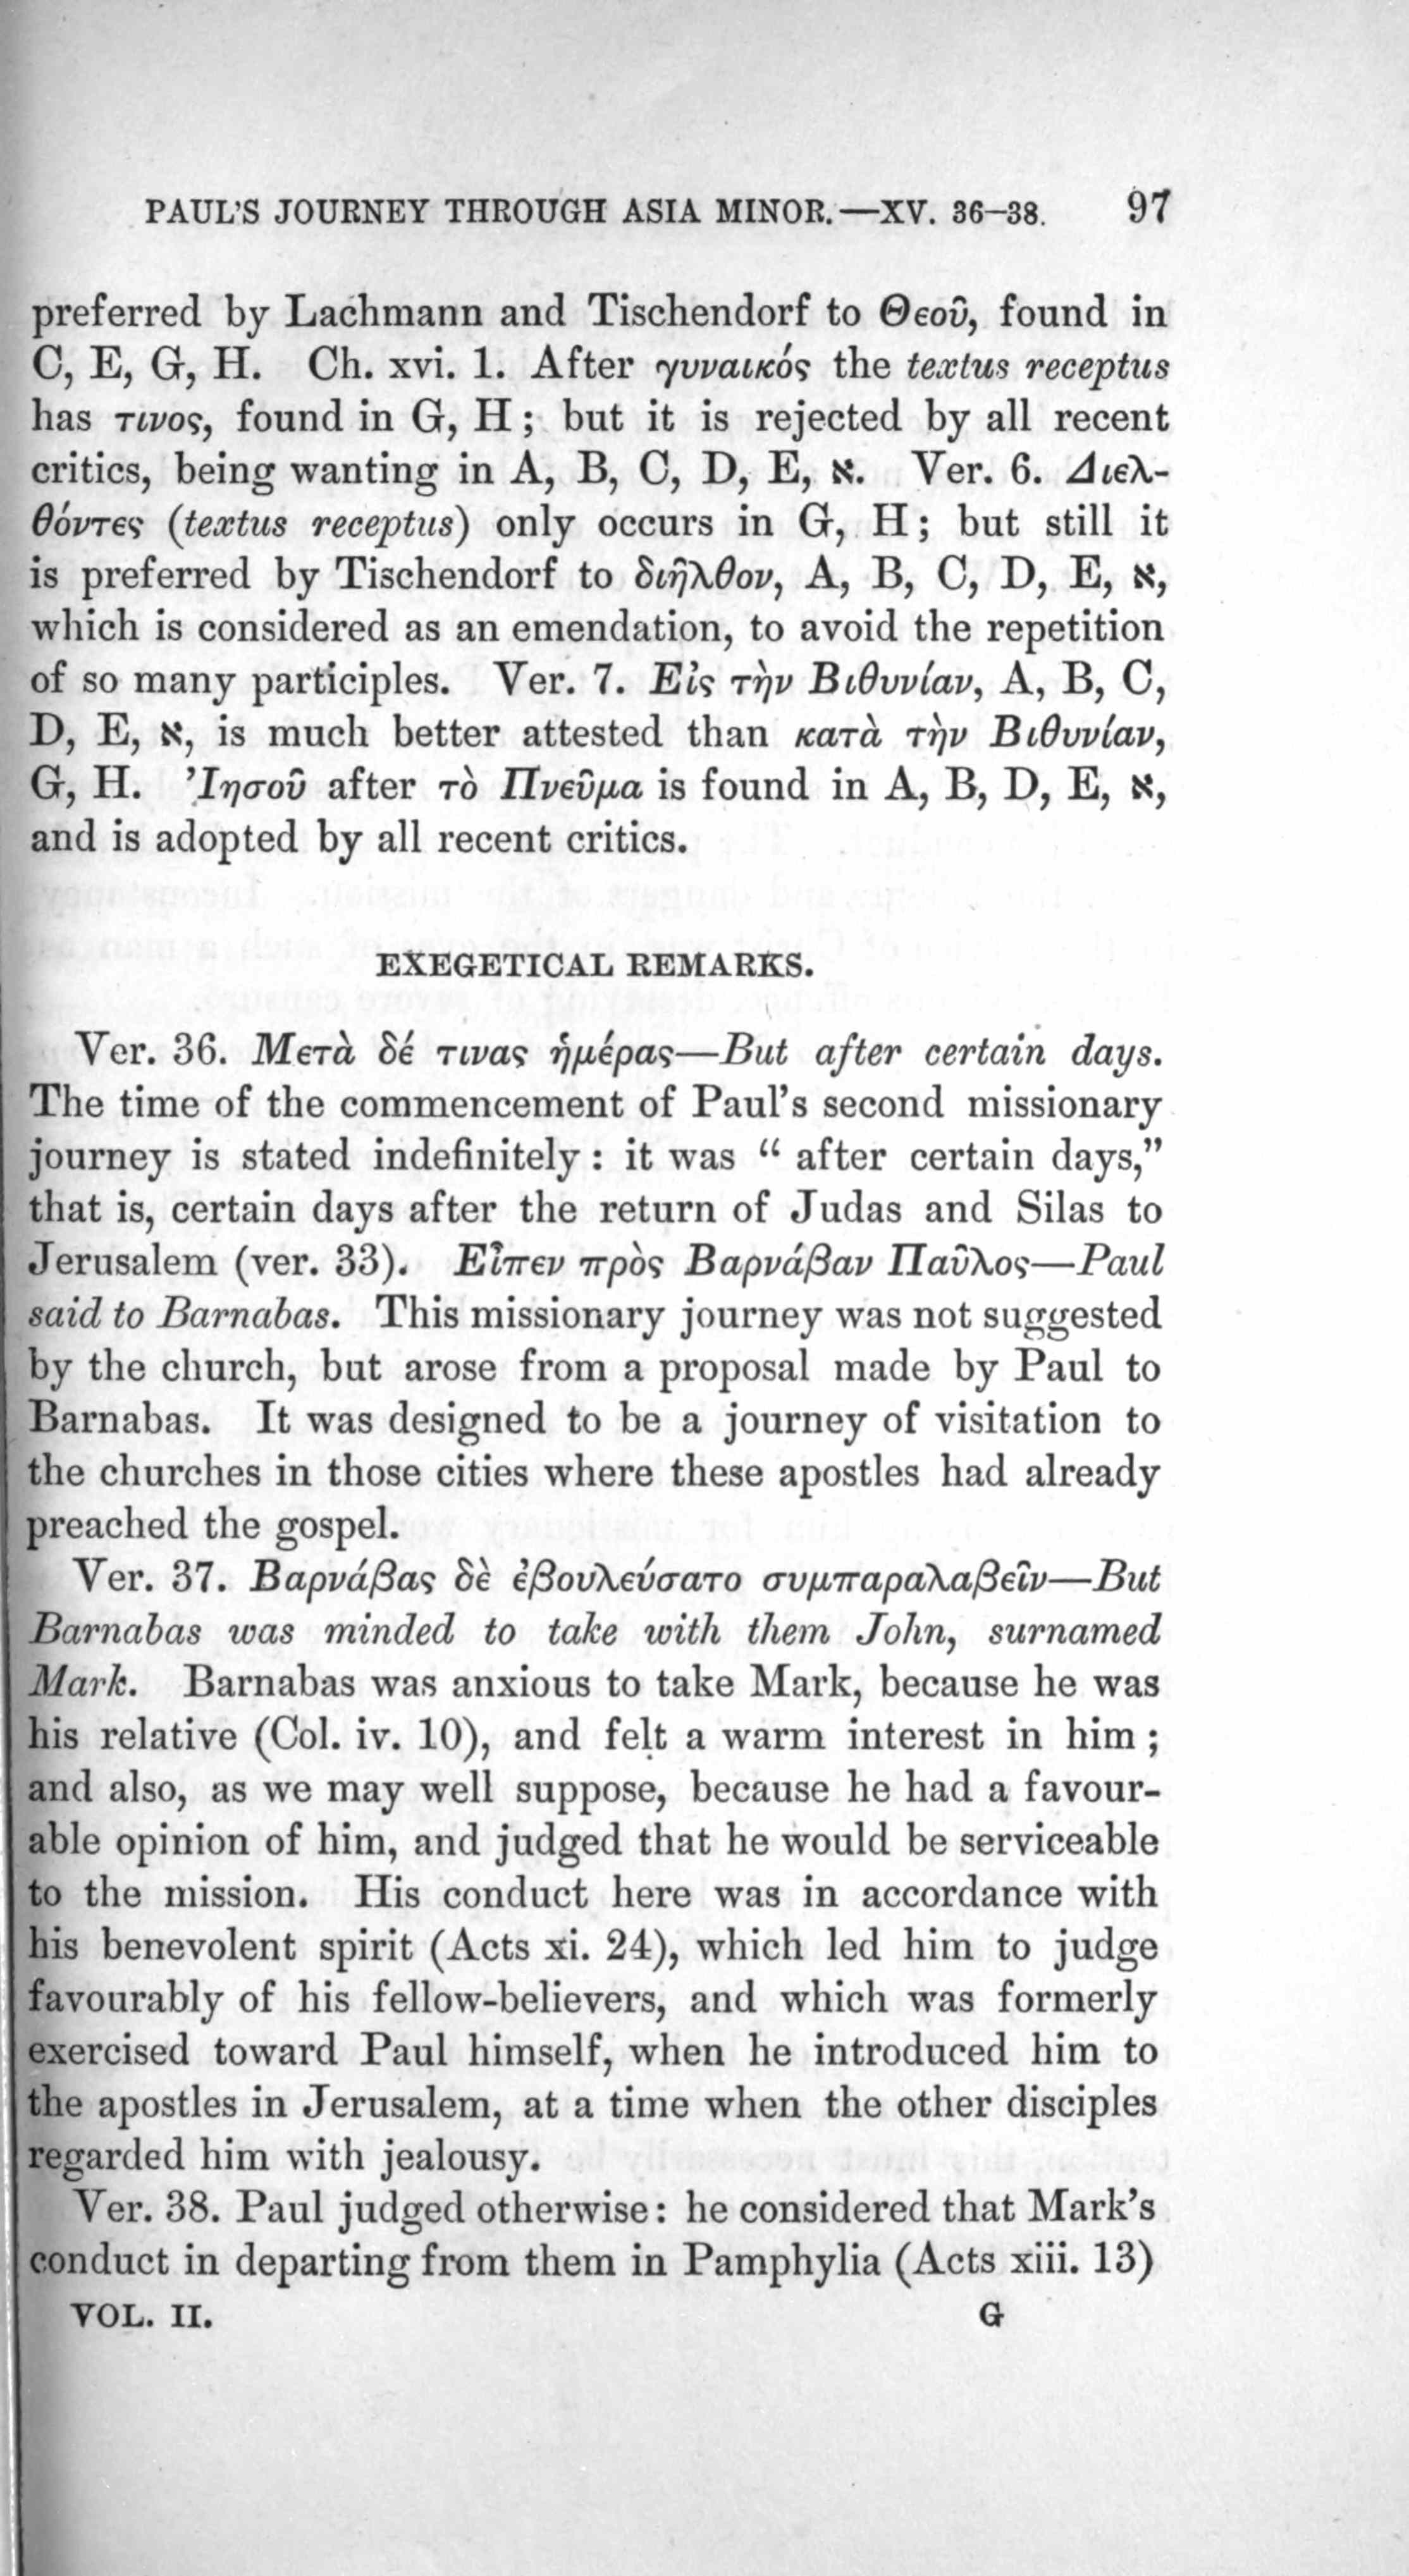 PAUL'S JOURNEY THROUGH ASIA MINOR.—XV. 36–38. 97
preferred by Lachmann and Tischendorf to Θεοῦ, found in
C, E, G, H. Ch. xvi. 1. After γυναικός the textus receptus
has τινος, found in G, H; but it is rejected by all recent
critics, being wanting in A, B, C, D, E, א. Ver. 6. Διελ-
θόντες (textus receptus) only occurs in G, H; but still it
is preferred by Tischendorf to διῆλθον, A, B, C, D, E, א,
which is considered as an emendation, to avoid the repetition
of so many participles. Ver. 7. Εἰς τὴν Βιθυνίαν, A, B, C,
D, E, א, is much better attested than κατὰ τὴν Βιθυνίαν,
G, H. Ἰησοῦ after τὸ Πνεῦμα is found in A, B, D, E, א,
and is adopted by all recent critics.
EXEGETICAL REMARKS.
Ver. 36. Μετὰ δέ τινας ἡμέρας—But after certain days.
The time of the commencement of Paul's second missionary
journey is stated indefinitely: it was “ after certain days,”
that is, certain days after the return of Judas and Silas to
Jerusalem (ver. 33). Εἶπεν πρὸς Βαρνάβαν Παῦλος—Paul
said to Barnabas. This missionary journey was not suggested
by the church, but arose from a proposal made by Paul to
Barnabas. It was designed to be a journey of visitation to
the churches in those cities where these apostles had already
preached the gospel.
Ver. 37. Βαρνάβας δὲ ἐβουλεύσατο συμπαραλαβεῖν—But
Barnabas was minded to take with them John, surnamed
Mark. Barnabas was anxious to take Mark, because he was
his relative (Col. iv. 10), and felt a warm interest in him;
and also, as we may well suppose, because he had a favour-
able opinion of him, and judged that he would be serviceable
to the mission. His conduct here was in accordance with
his benevolent spirit (Acts xi. 24), which led him to judge
favourably of his fellow-believers, and which was formerly
exercised toward Paul himself, when he introduced him to
the apostles in Jerusalem, at a time when the other disciples
regarded him with jealousy.
Ver. 38. Paul judged otherwise: he considered that Mark's
conduct in departing from them in Pamphylia (Acts xiii. 13)
VOL. II. G